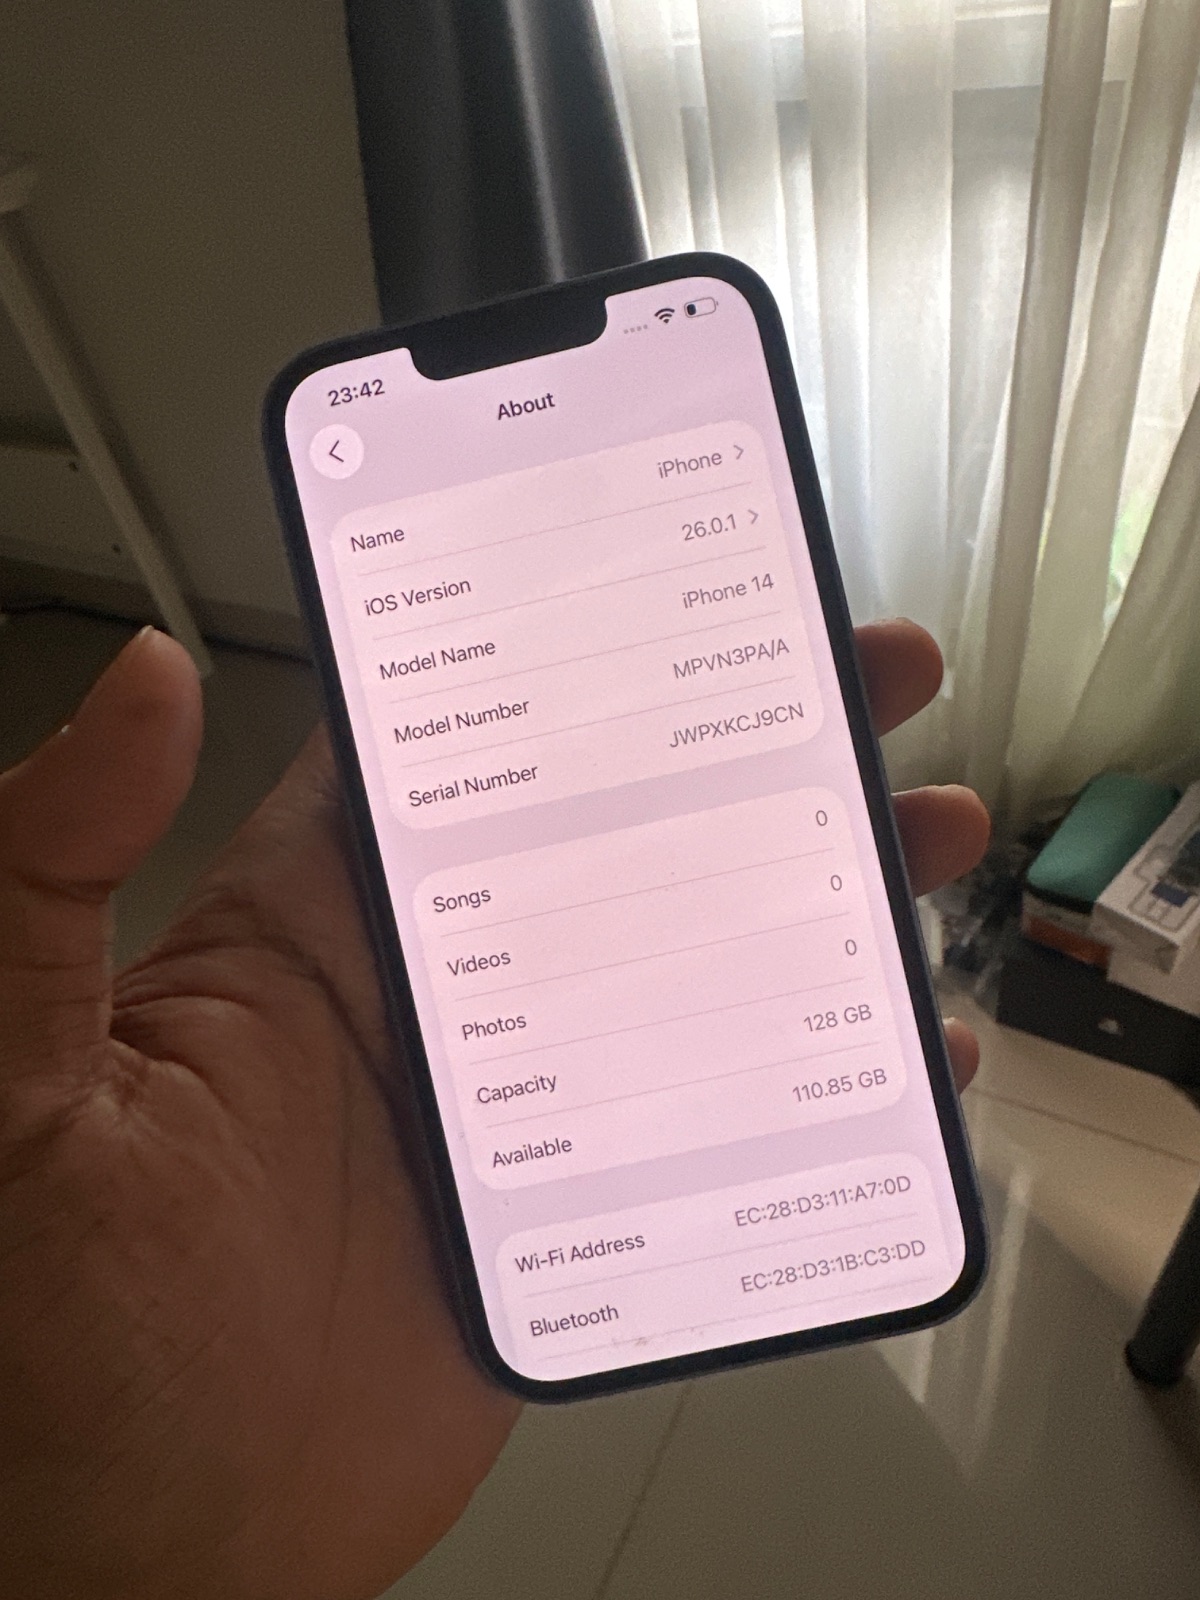 23:42
About
Name iPhone
iOS Version 26.0.1
Model Name iPhone 14
Model Number MPVN3PA/A
Serial Number JWPXKCJ9CN
Songs 0
Videos 0
Photos 0
Capacity 128 GB
Available 110.85 GB
Wi-Fi Address EC:28:D3:11:A7:0D
Bluetooth EC:28:D3:1B:C3:DD